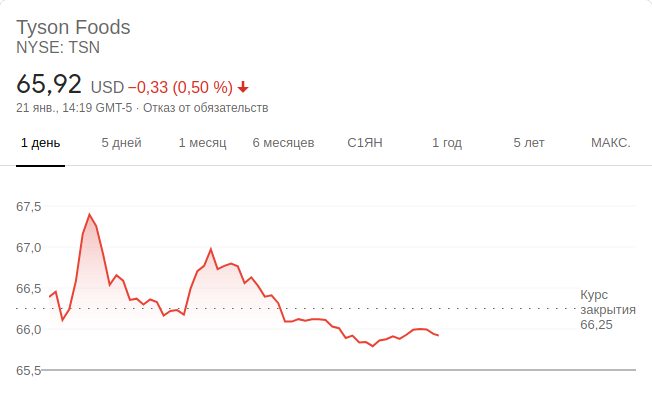 Tyson Foods
NYSE: TSN
65,92 USD −0,33 (0,50 %)
21 янв., 14:19 GMT-5 · Отказ от обязательств
1 день 5 дней 1 месяц 6 месяцев С1ЯН 1 год 5 лет МАКС.
67,5
67,0
66,5
Курс
закрытия
66,25
66,0
65,5